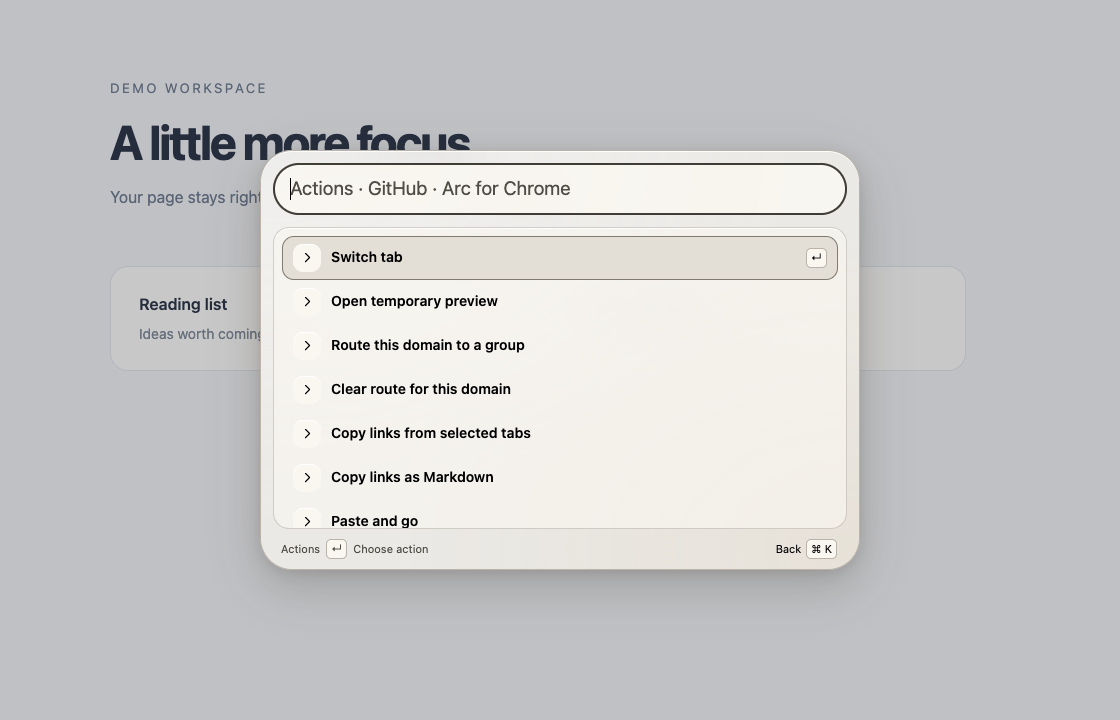 DEMO WORKSPACE
A little more focus
Your page stays right
Actions · GitHub · Arc for Chrome
Switch tab
Open temporary preview
Reading list
Ideas worth coming
Route this domain to a group
Clear route for this domain
Copy links from selected tabs
Copy links as Markdown
Paste and go
Actions ↵ Choose action
Back ⌘ K